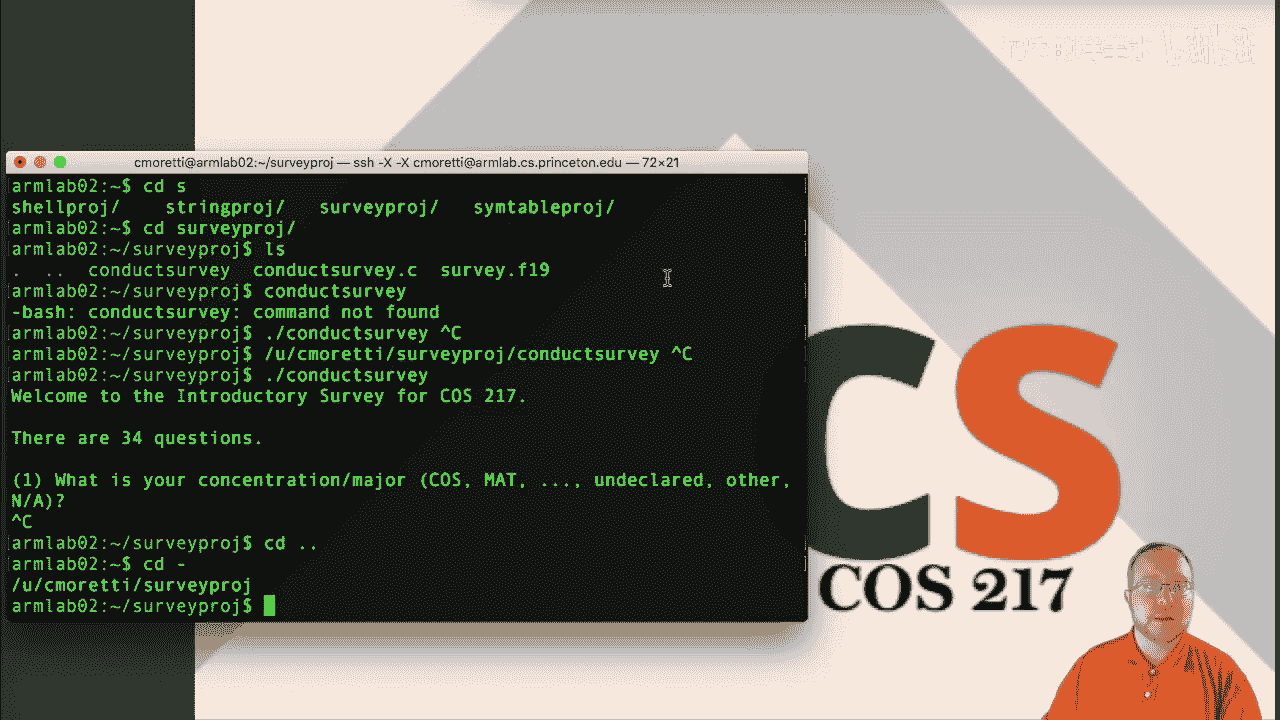 cmoretti@armlab02:~/surveyproj — ssh -X -X cmoretti@armlab.cs.princeton.edu — 72×21
armlab02:~$ cd s
shellproj/ stringproj/ surveyproj/ symtableproj/
armlab02:~$ cd surveyproj/
armlab02:~/surveyproj$ ls
. .. conductsurvey conductsurvey.c survey.f19
armlab02:~/surveyproj$ conductsurvey
-bash: conductsurvey: command not found
armlab02:~/surveyproj$ ./conductsurvey ^C
armlab02:~/surveyproj$ /u/cmoretti/surveyproj/conductsurvey ^C
armlab02:~/surveyproj$ ./conductsurvey
Welcome to the Introductory Survey for COS 217.
There are 34 questions.
(1) What is your concentration/major (COS, MAT, ..., undeclared, other,
N/A)?
^C
armlab02:~/surveyproj$ cd ..
armlab02:~$ cd -
/u/cmoretti/surveyproj
armlab02:~/surveyproj$
CS
COS 217